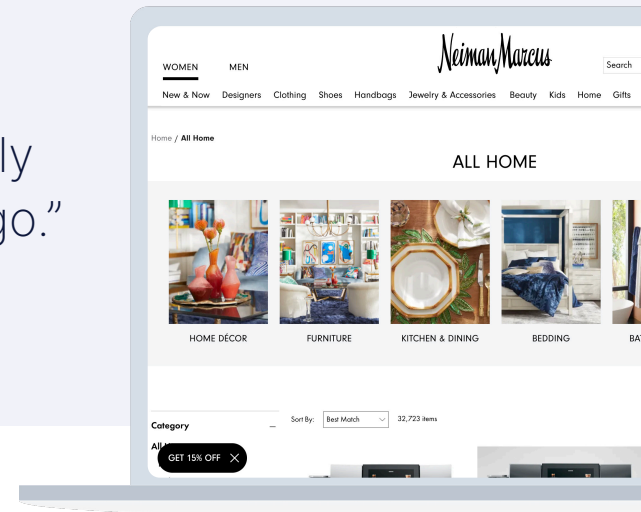 ly
go.”
Neiman Marcus
WOMEN MEN
Search
New & Now Designers Clothing Shoes Handbags Jewelry & Accessories Beauty Kids Home Gifts
Home / All Home
ALL HOME
HOME DÉCOR FURNITURE KITCHEN & DINING BEDDING BA
Category –
Sort By: Best Match 32,723 items
All
GET 15% OFF X